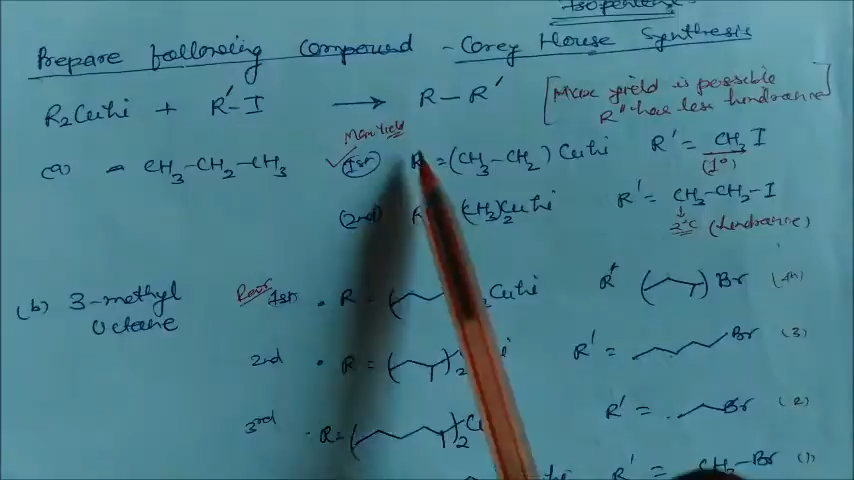 Isopentane
Prepare following Compound - Corey House Synthesis
R₂CuLi + R'-I → R-R' [More yield is possible
R' has less hindrance]
Max yield
(a) - CH₃-CH₂-CH₃ ✓ 1st R = (CH₃-CH₂) CuLi R' = CH₃I
(1°)
(2nd) (CH₃)₂CuLi R' = CH₃-CH₂-I
2°C (hindrance)
(b) 3-methyl Octane
Poor 1st R = ( CuLi R' ( ) Br (4)
2nd R = ( )₂ R' = Br (3)
3rd R = ( )₂ R' = Br (2)
R' = CH₃-Br (1)